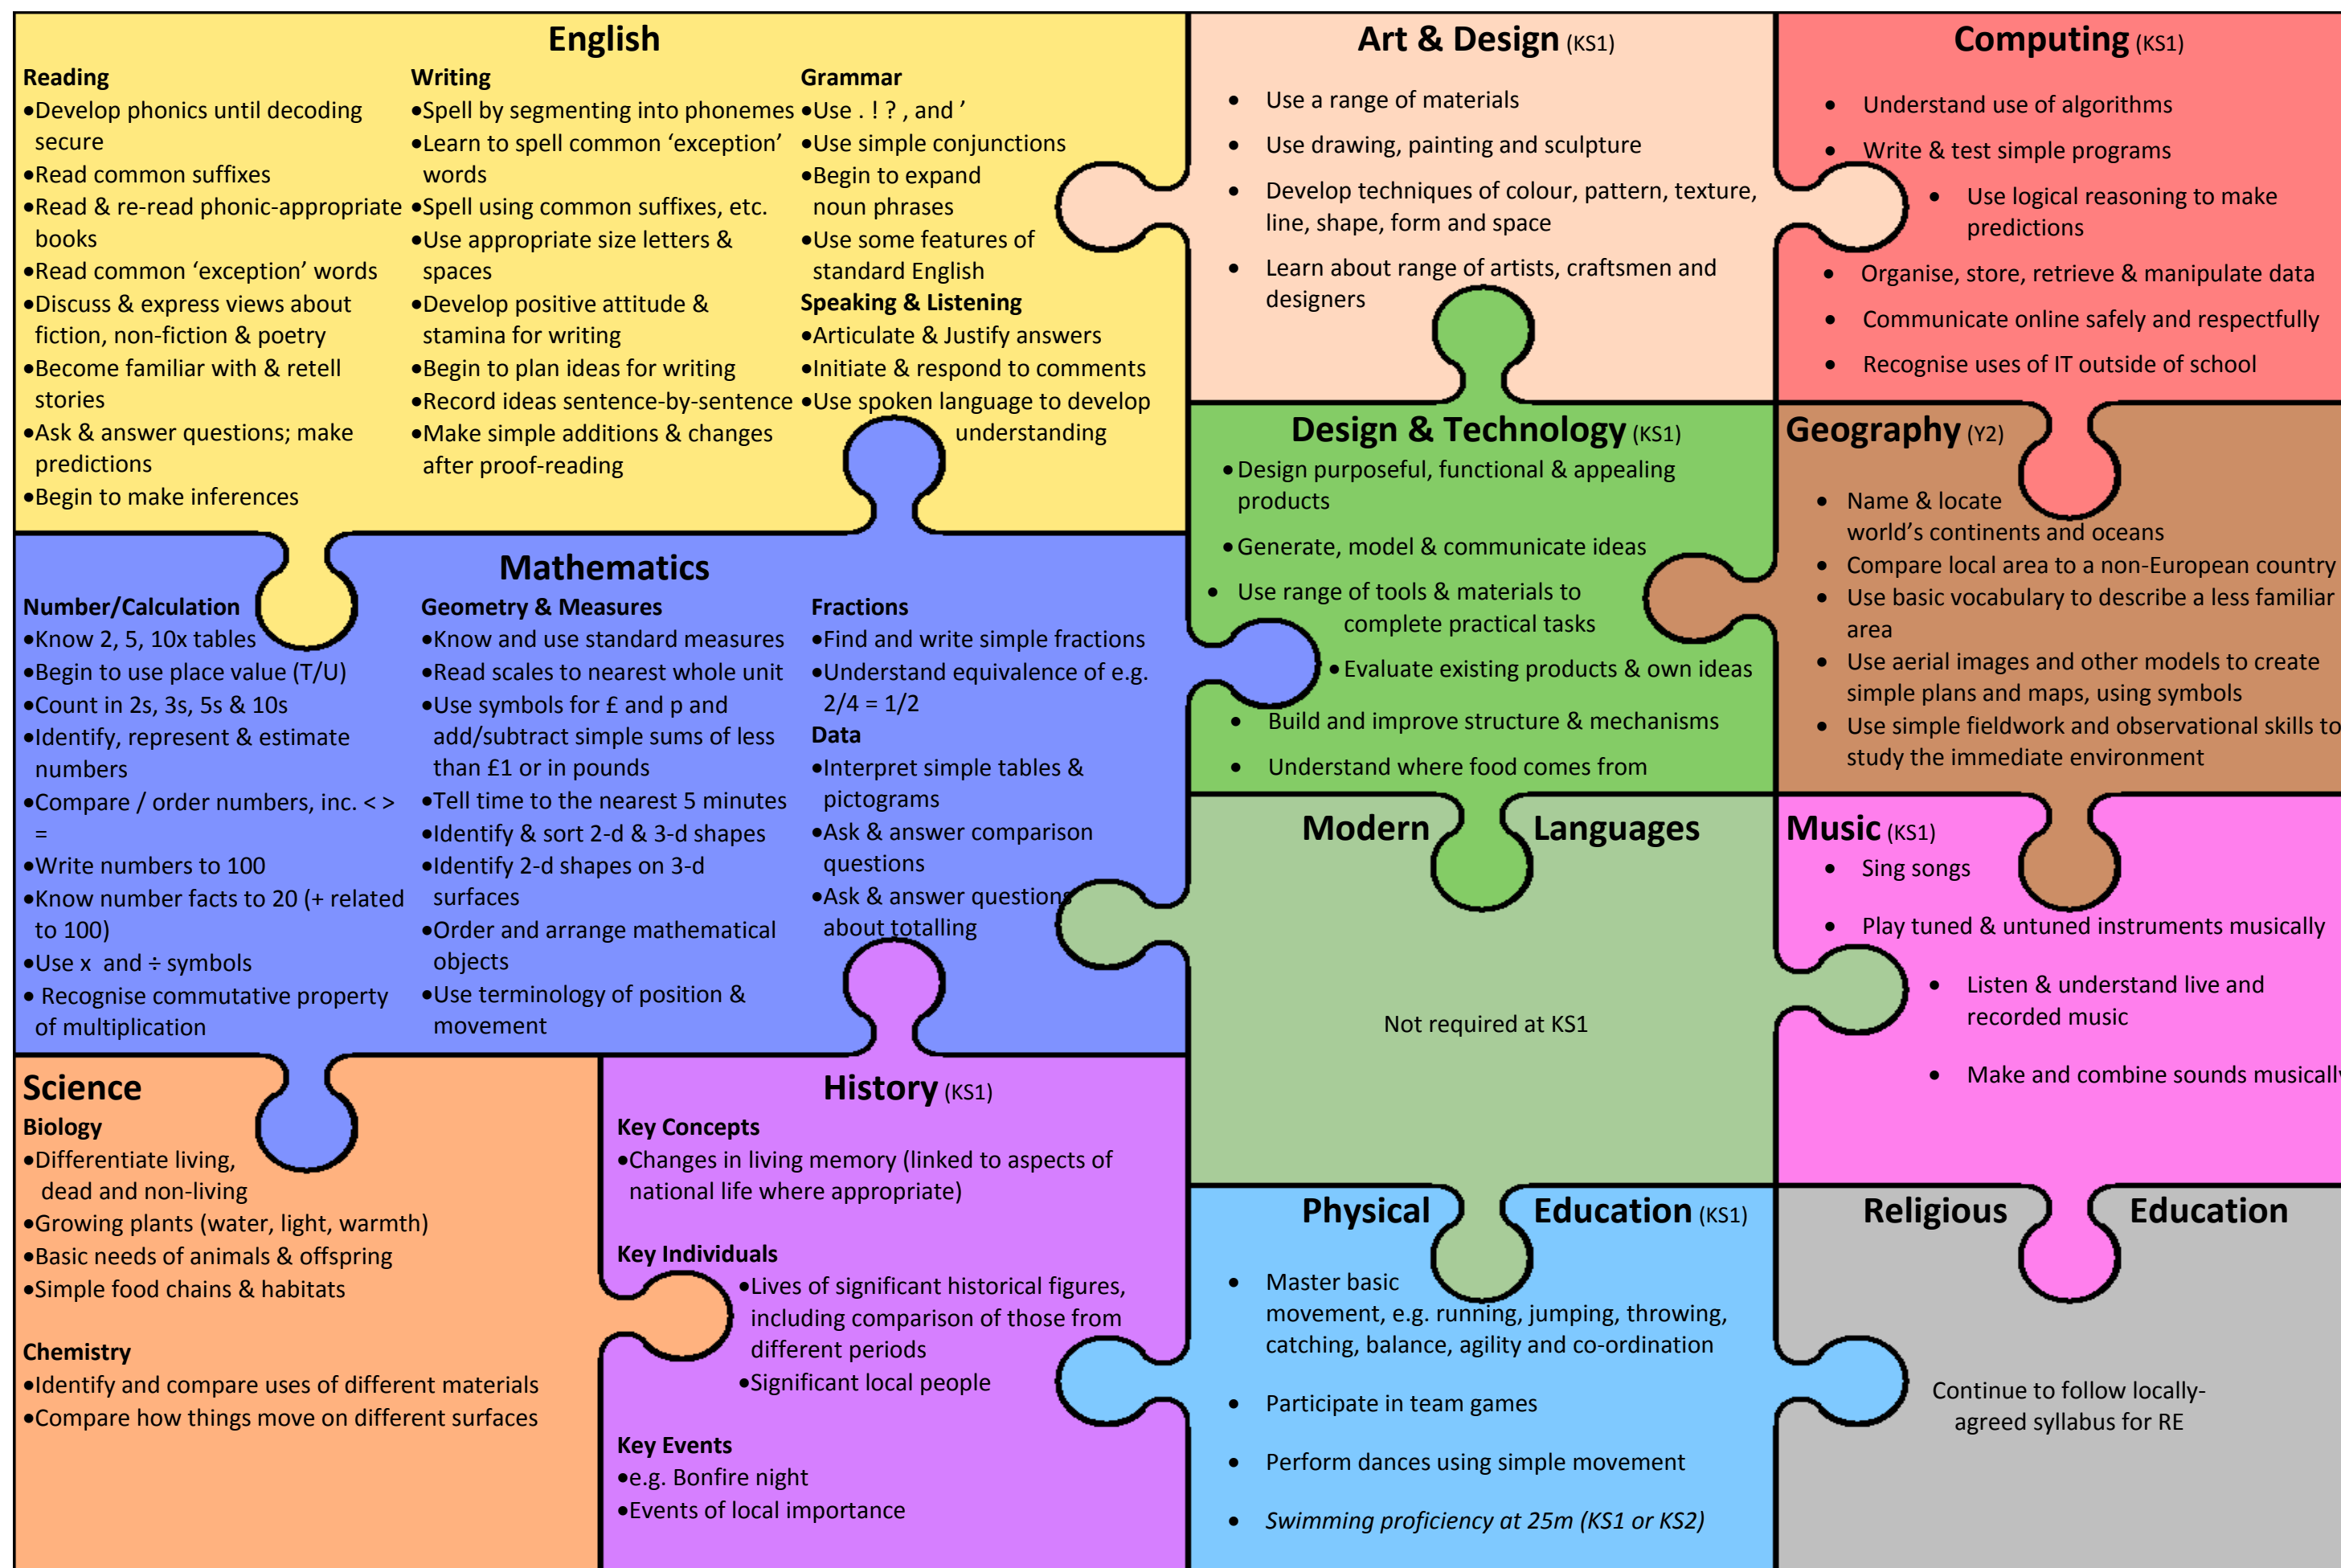 English
Reading
•Develop phonics until decoding
secure
•Read common suffixes
•Read & re-read phonic-appropriate
books
•Read common ‘exception’ words
•Discuss & express views about
fiction, non-fiction & poetry
•Become familiar with & retell
stories
•Ask & answer questions; make
predictions
•Begin to make inferences
Writing
•Spell by segmenting into phonemes
•Learn to spell common ‘exception’
words
•Spell using common suffixes, etc.
•Use appropriate size letters &
spaces
•Develop positive attitude &
stamina for writing
•Begin to plan ideas for writing
•Record ideas sentence-by-sentence
•Make simple additions & changes
after proof-reading
Grammar
•Use . ! ? , and ’
•Use simple conjunctions
•Begin to expand
noun phrases
•Use some features of
standard English
Speaking & Listening
•Articulate & Justify answers
•Initiate & respond to comments
•Use spoken language to develop
understanding
Art & Design (KS1)
• Use a range of materials
• Use drawing, painting and sculpture
• Develop techniques of colour, pattern, texture,
line, shape, form and space
• Learn about range of artists, craftsmen and
designers
Computing (KS1)
• Understand use of algorithms
• Write & test simple programs
• Use logical reasoning to make
predictions
• Organise, store, retrieve & manipulate data
• Communicate online safely and respectfully
• Recognise uses of IT outside of school
Mathematics
Number/Calculation
•Know 2, 5, 10x tables
•Begin to use place value (T/U)
•Count in 2s, 3s, 5s & 10s
•Identify, represent & estimate
numbers
•Compare / order numbers, inc. < >
=
•Write numbers to 100
•Know number facts to 20 (+ related
to 100)
•Use x and ÷ symbols
• Recognise commutative property
of multiplication
Geometry & Measures
•Know and use standard measures
•Read scales to nearest whole unit
•Use symbols for £ and p and
add/subtract simple sums of less
than £1 or in pounds
•Tell time to the nearest 5 minutes
•Identify & sort 2-d & 3-d shapes
•Identify 2-d shapes on 3-d
surfaces
•Order and arrange mathematical
objects
•Use terminology of position &
movement
Fractions
•Find and write simple fractions
•Understand equivalence of e.g.
2/4 = 1/2
Data
•Interpret simple tables &
pictograms
•Ask & answer comparison
questions
•Ask & answer questions
about totalling
Design & Technology (KS1)
•Design purposeful, functional & appealing
products
•Generate, model & communicate ideas
• Use range of tools & materials to
complete practical tasks
•Evaluate existing products & own ideas
• Build and improve structure & mechanisms
• Understand where food comes from
Geography (Y2)
• Name & locate
world’s continents and oceans
• Compare local area to a non-European country
• Use basic vocabulary to describe a less familiar
area
• Use aerial images and other models to create
simple plans and maps, using symbols
• Use simple fieldwork and observational skills to
study the immediate environment
Modern Languages
Not required at KS1
Music (KS1)
• Sing songs
• Play tuned & untuned instruments musically
• Listen & understand live and
recorded music
• Make and combine sounds musically
Science
Biology
•Differentiate living,
dead and non-living
•Growing plants (water, light, warmth)
•Basic needs of animals & offspring
•Simple food chains & habitats
Chemistry
•Identify and compare uses of different materials
•Compare how things move on different surfaces
History (KS1)
Key Concepts
•Changes in living memory (linked to aspects of
national life where appropriate)
Key Individuals
•Lives of significant historical figures,
including comparison of those from
different periods
•Significant local people
Key Events
•e.g. Bonfire night
•Events of local importance
Physical Education (KS1)
• Master basic
movement, e.g. running, jumping, throwing,
catching, balance, agility and co-ordination
• Participate in team games
• Perform dances using simple movement
• Swimming proficiency at 25m (KS1 or KS2)
Religious Education
Continue to follow locally-
agreed syllabus for RE